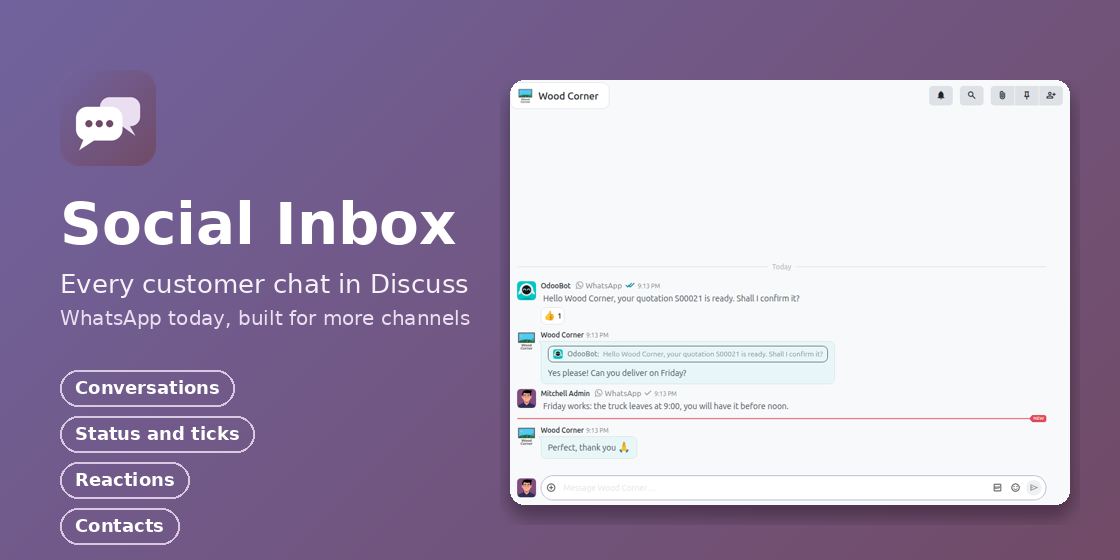 Social Inbox
Every customer chat in Discuss
WhatsApp today, built for more channels
Conversations
Status and ticks
Reactions
Contacts
Wood Corner
Today
OdooBot WhatsApp 9:13 PM
Hello Wood Corner, your quotation S00021 is ready. Shall I confirm it?
👍 1
Wood Corner 9:13 PM
OdooBot: Hello Wood Corner, your quotation S00021 is ready. Shall I confirm it?
Yes please! Can you deliver on Friday?
Mitchell Admin WhatsApp 9:13 PM
Friday works: the truck leaves at 9:00, you will have it before noon.
NEW
Wood Corner 9:13 PM
Perfect, thank you 🙏
Message Wood Corner…